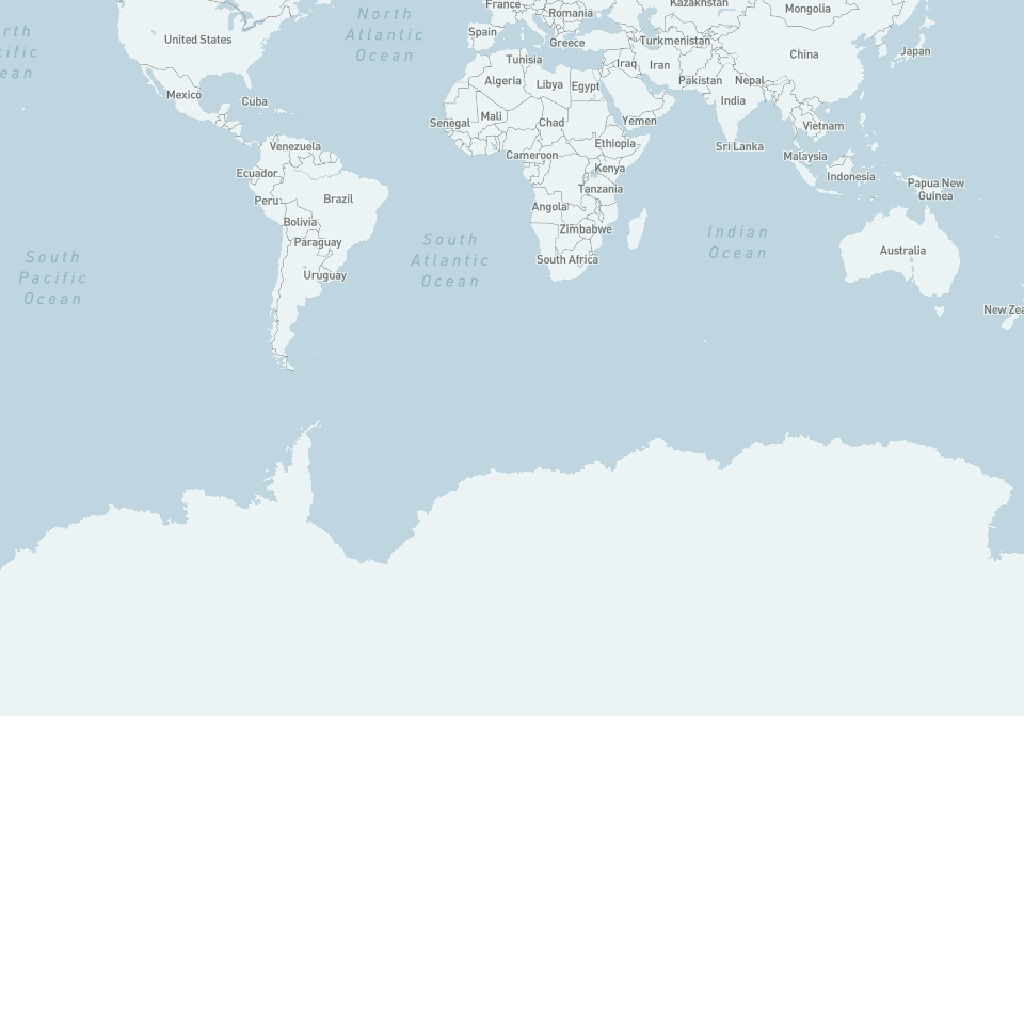 France
Kazakhstan
Mongolia
North
Atlantic
Ocean
Romania
rth
cific
ean
Spain
United States
Greece
Turkmenistan
Japan
China
Tunisia
Iraq
Iran
Algeria
Libya
Egypt
Pakistan
Nepal
Mexico
Cuba
India
Mali
Senegal
Chad
Yemen
Vietnam
Ethiopia
Venezuela
Sri Lanka
Cameroon
Malaysia
Kenya
Ecuador
Indonesia
Papua New
Guinea
Tanzania
Peru
Brazil
Angola
Bolivia
Zimbabwe
Paraguay
South
Atlantic
Ocean
Indian
Ocean
Australia
South
Pacific
Ocean
South Africa
Uruguay
New Zea